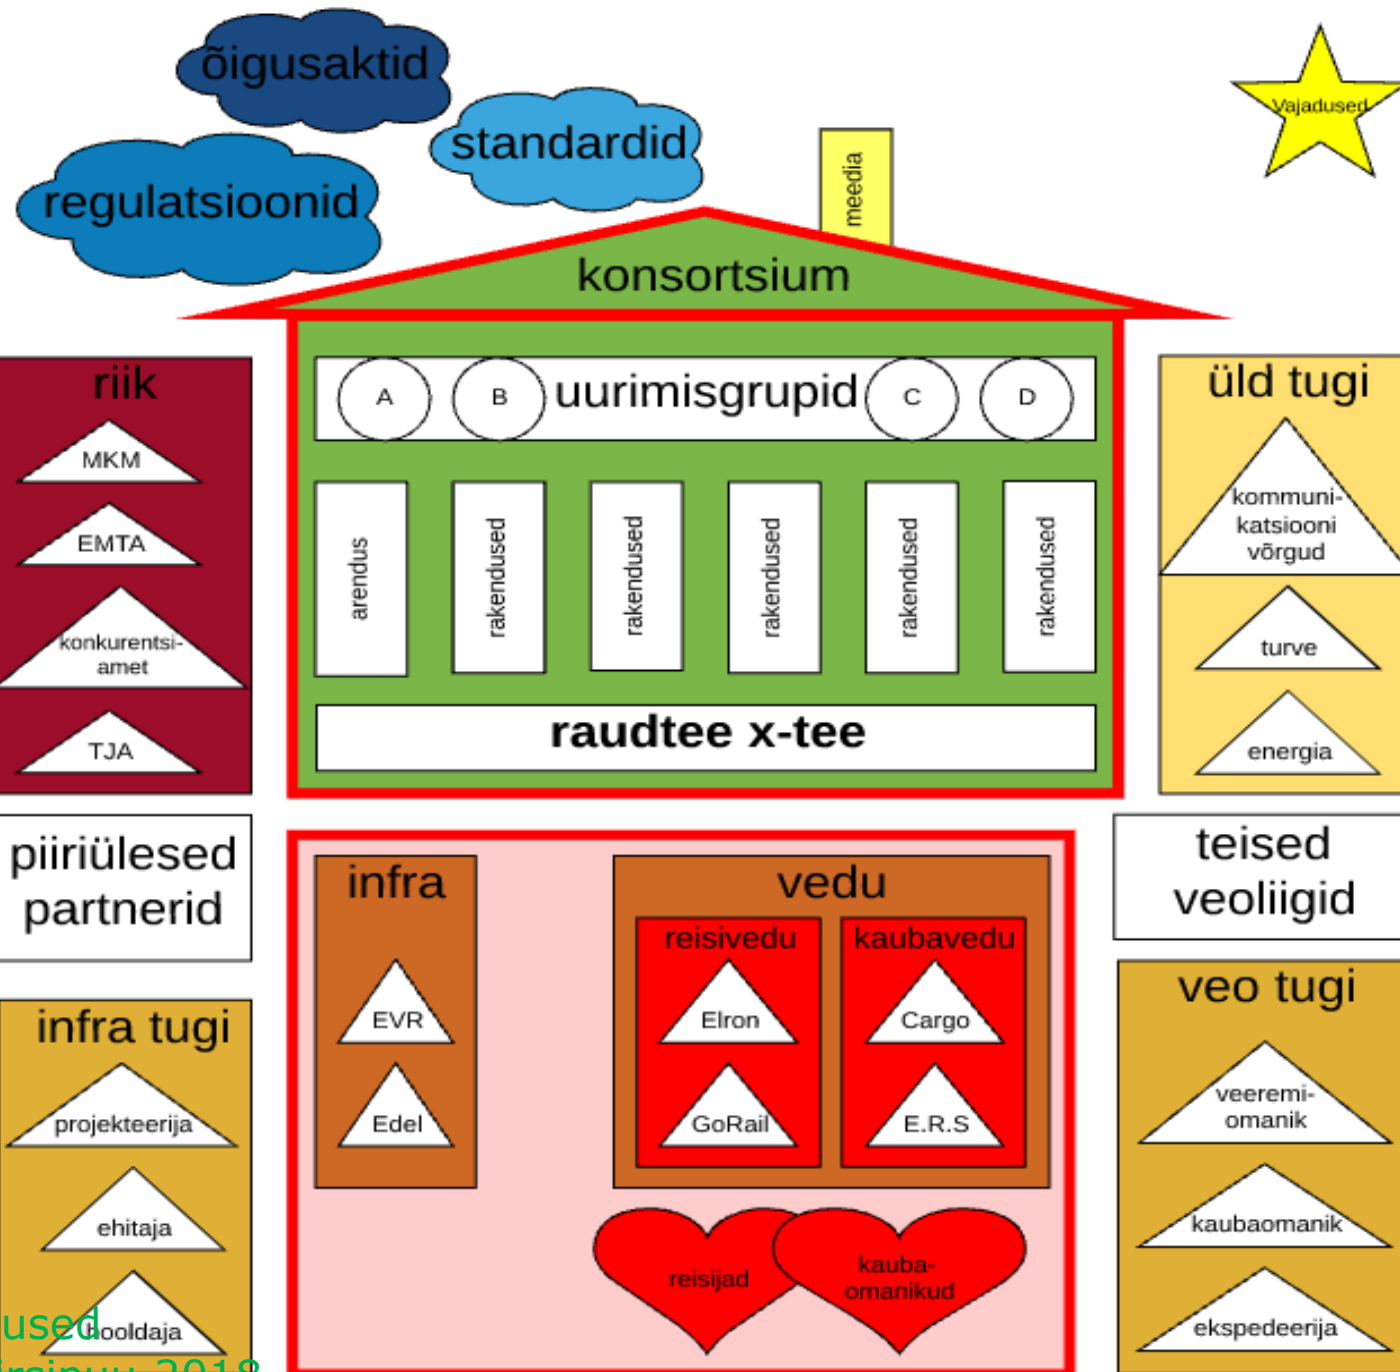 õigusaktid
standardid
regulatsioonid
Vajadused
meedia
konsortsium
riik
MKM
EMTA
konkurentsi-
amet
TJA
A
B
uurimisgrupid
C
D
arendus
rakendused
rakendused
rakendused
rakendused
rakendused
raudtee x-tee
üld tugi
kommuni-
katsiooni
võrgud
turve
energia
piiriülesed
partnerid
teised
veoliigid
infra
EVR
Edel
vedu
reisivedu
Elron
GoRail
kaubavedu
Cargo
E.R.S
reisijad
kauba-
omanikud
infra tugi
projekteerija
ehitaja
hooldaja
veo tugi
veeremi-
omanik
kaubaomanik
ekspedeerija
used
2018